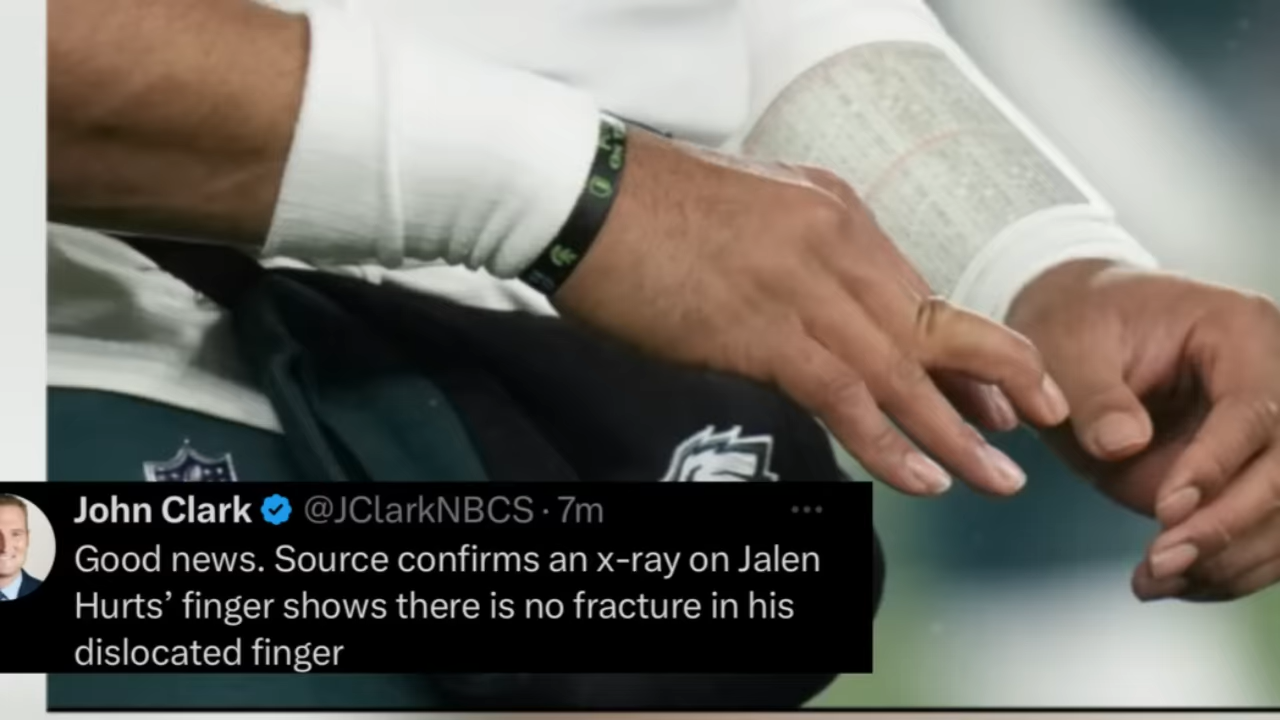 John Clark @JClarkNBCS · 7m
Good news. Source confirms an x-ray on Jalen
Hurts’ finger shows there is no fracture in his
dislocated finger